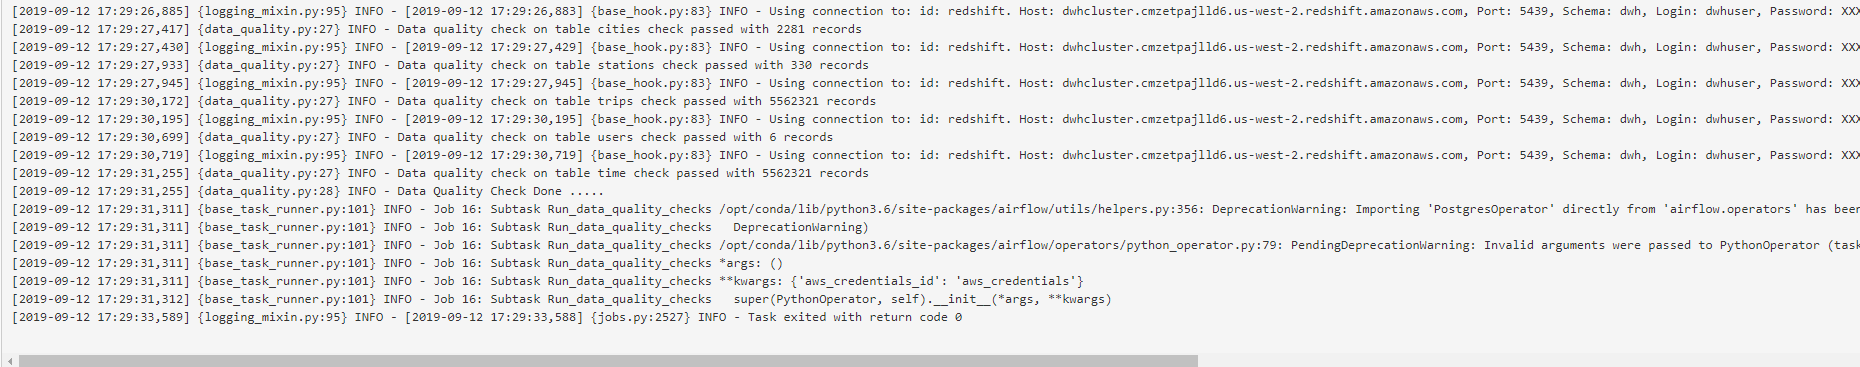 [2019-09-12 17:29:26,885] {logging_mixin.py:95} INFO - [2019-09-12 17:29:26,883] {base_hook.py:83} INFO - Using connection to: id: redshift. Host: dwhcluster.cmzetpajlld6.us-west-2.redshift.amazonaws.com, Port: 5439, Schema: dwh, Login: dwhuser, Password: XXX
[2019-09-12 17:29:27,417] {data_quality.py:27} INFO - Data quality check on table cities check passed with 2281 records
[2019-09-12 17:29:27,430] {logging_mixin.py:95} INFO - [2019-09-12 17:29:27,429] {base_hook.py:83} INFO - Using connection to: id: redshift. Host: dwhcluster.cmzetpajlld6.us-west-2.redshift.amazonaws.com, Port: 5439, Schema: dwh, Login: dwhuser, Password: XXX
[2019-09-12 17:29:27,933] {data_quality.py:27} INFO - Data quality check on table stations check passed with 330 records
[2019-09-12 17:29:27,945] {logging_mixin.py:95} INFO - [2019-09-12 17:29:27,945] {base_hook.py:83} INFO - Using connection to: id: redshift. Host: dwhcluster.cmzetpajlld6.us-west-2.redshift.amazonaws.com, Port: 5439, Schema: dwh, Login: dwhuser, Password: XXX
[2019-09-12 17:29:30,172] {data_quality.py:27} INFO - Data quality check on table trips check passed with 5562321 records
[2019-09-12 17:29:30,195] {logging_mixin.py:95} INFO - [2019-09-12 17:29:30,195] {base_hook.py:83} INFO - Using connection to: id: redshift. Host: dwhcluster.cmzetpajlld6.us-west-2.redshift.amazonaws.com, Port: 5439, Schema: dwh, Login: dwhuser, Password: XXX
[2019-09-12 17:29:30,699] {data_quality.py:27} INFO - Data quality check on table users check passed with 6 records
[2019-09-12 17:29:30,719] {logging_mixin.py:95} INFO - [2019-09-12 17:29:30,719] {base_hook.py:83} INFO - Using connection to: id: redshift. Host: dwhcluster.cmzetpajlld6.us-west-2.redshift.amazonaws.com, Port: 5439, Schema: dwh, Login: dwhuser, Password: XXX
[2019-09-12 17:29:31,255] {data_quality.py:27} INFO - Data quality check on table time check passed with 5562321 records
[2019-09-12 17:29:31,255] {data_quality.py:28} INFO - Data Quality Check Done .....
[2019-09-12 17:29:31,311] {base_task_runner.py:101} INFO - Job 16: Subtask Run_data_quality_checks /opt/conda/lib/python3.6/site-packages/airflow/utils/helpers.py:356: DeprecationWarning: Importing 'PostgresOperator' directly from 'airflow.operators' has been
[2019-09-12 17:29:31,311] {base_task_runner.py:101} INFO - Job 16: Subtask Run_data_quality_checks   DeprecationWarning)
[2019-09-12 17:29:31,311] {base_task_runner.py:101} INFO - Job 16: Subtask Run_data_quality_checks /opt/conda/lib/python3.6/site-packages/airflow/operators/python_operator.py:79: PendingDeprecationWarning: Invalid arguments were passed to PythonOperator (task
[2019-09-12 17:29:31,311] {base_task_runner.py:101} INFO - Job 16: Subtask Run_data_quality_checks *args: ()
[2019-09-12 17:29:31,311] {base_task_runner.py:101} INFO - Job 16: Subtask Run_data_quality_checks **kwargs: {'aws_credentials_id': 'aws_credentials'}
[2019-09-12 17:29:31,312] {base_task_runner.py:101} INFO - Job 16: Subtask Run_data_quality_checks   super(PythonOperator, self).__init__(*args, **kwargs)
[2019-09-12 17:29:33,589] {logging_mixin.py:95} INFO - [2019-09-12 17:29:33,588] {jobs.py:2527} INFO - Task exited with return code 0